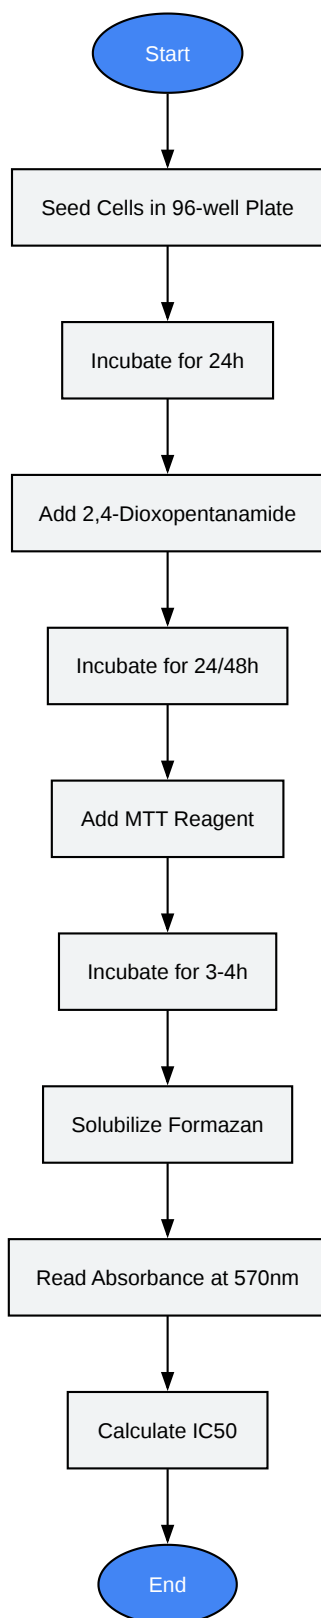 Start
Seed Cells in 96-well Plate
Incubate for 24h
Add 2,4-Dioxopentanamide
Incubate for 24/48h
Add MTT Reagent
Incubate for 3-4h
Solubilize Formazan
Read Absorbance at 570nm
Calculate IC50
End